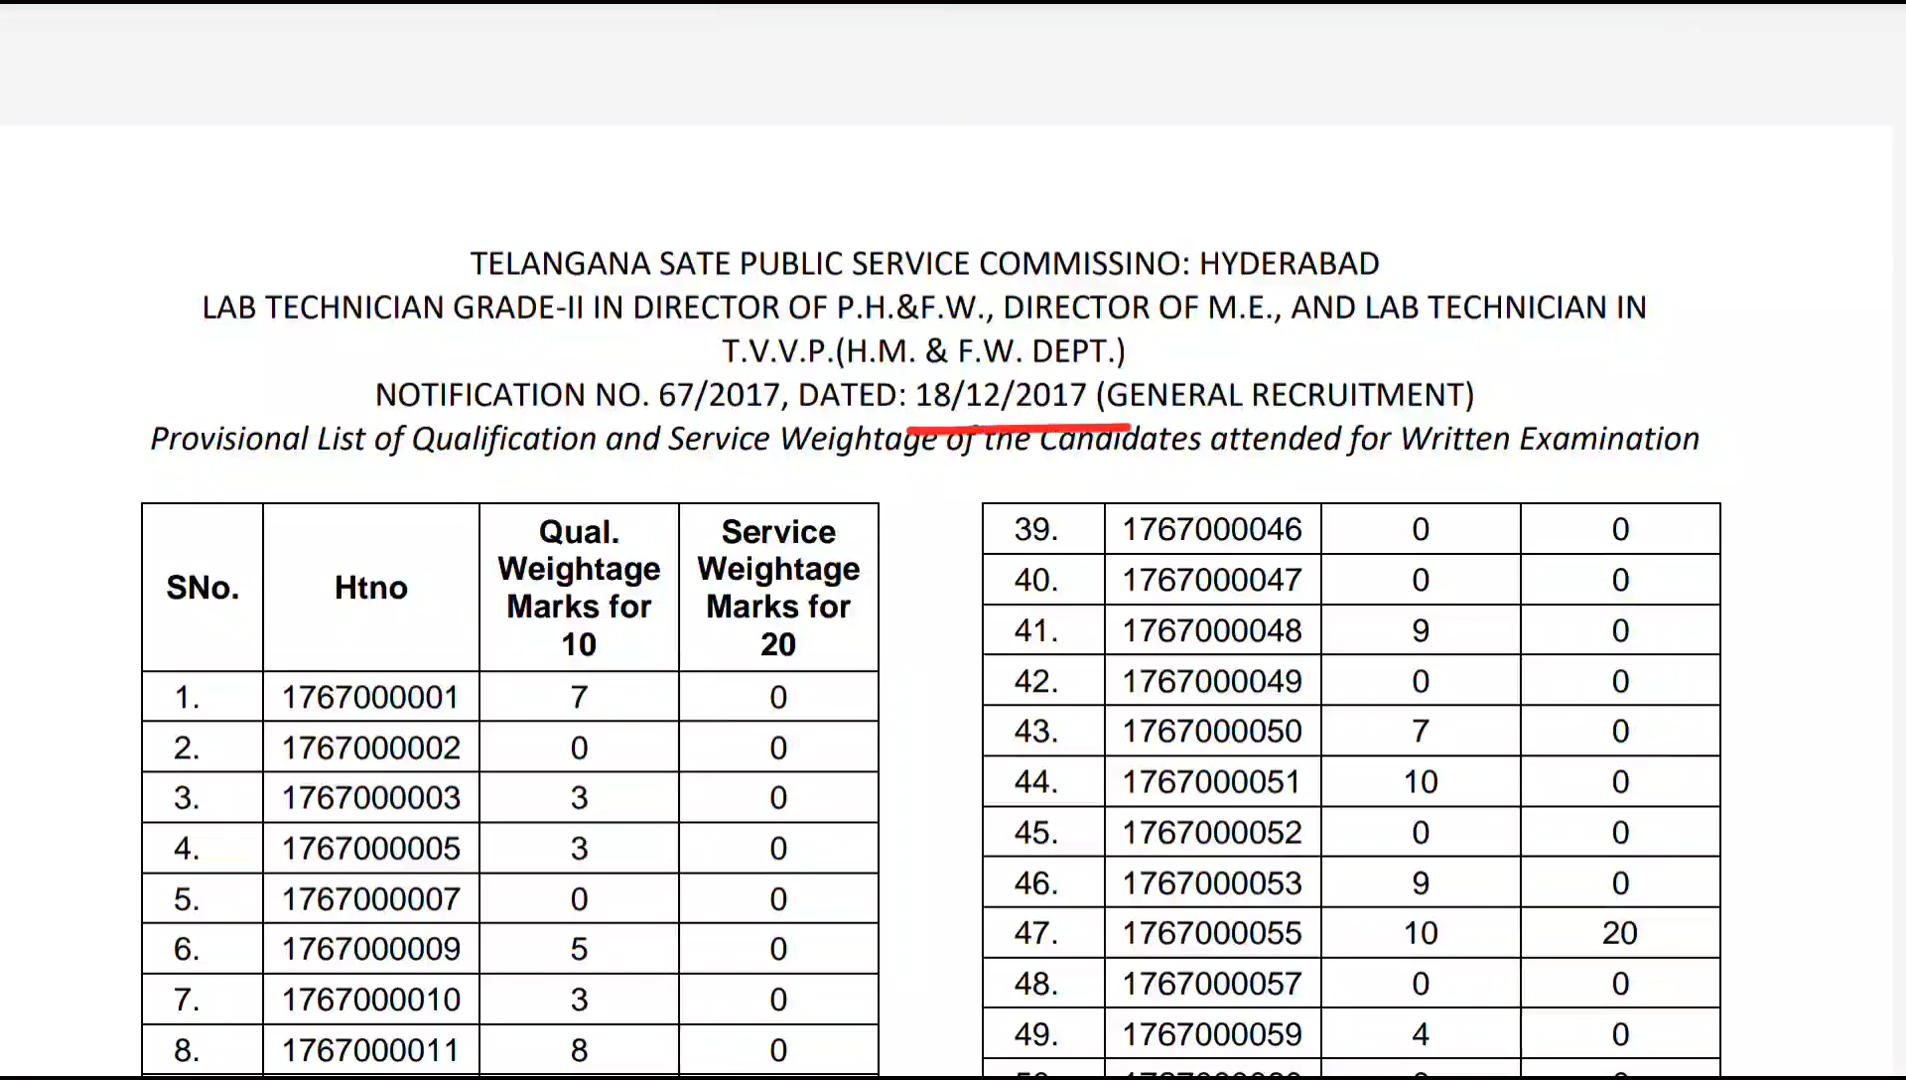 TELANGANA SATE PUBLIC SERVICE COMMISSINO: HYDERABAD
LAB TECHNICIAN GRADE-II IN DIRECTOR OF P.H.&F.W., DIRECTOR OF M.E., AND LAB TECHNICIAN IN
T.V.V.P.(H.M. & F.W. DEPT.)
NOTIFICATION NO. 67/2017, DATED: 18/12/2017 (GENERAL RECRUITMENT)
Provisional List of Qualification and Service Weightage of the Candidates attended for Written Examination
SNo. Htno Qual. Weightage Marks for 10 Service Weightage Marks for 20
1. 1767000001 7 0
2. 1767000002 0 0
3. 1767000003 3 0
4. 1767000005 3 0
5. 1767000007 0 0
6. 1767000009 5 0
7. 1767000010 3 0
8. 1767000011 8 0
39. 1767000046 0 0
40. 1767000047 0 0
41. 1767000048 9 0
42. 1767000049 0 0
43. 1767000050 7 0
44. 1767000051 10 0
45. 1767000052 0 0
46. 1767000053 9 0
47. 1767000055 10 20
48. 1767000057 0 0
49. 1767000059 4 0